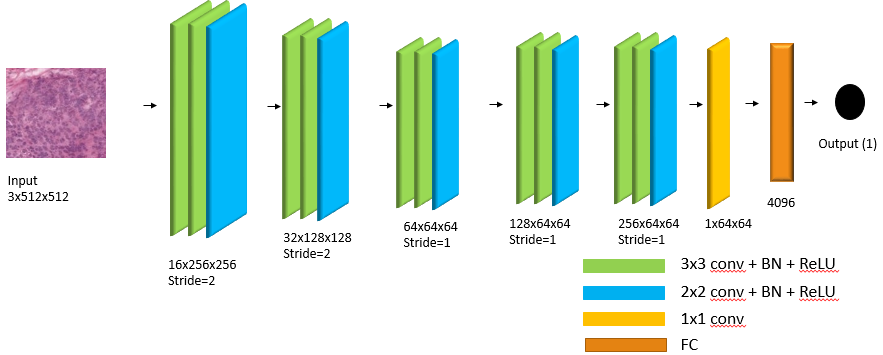 Input
3x512x512
16x256x256
Stride=2
32x128x128
Stride=2
64x64x64
Stride=1
128x64x64
Stride=1
256x64x64
Stride=1
1x64x64
4096
Output (1)
3x3 conv + BN + ReLU
2x2 conv + BN + ReLU
1x1 conv
FC